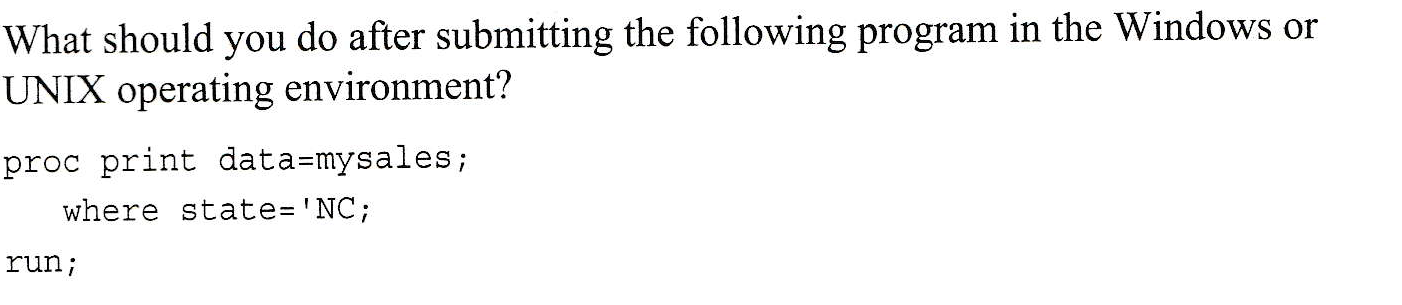 What should you do after submitting the following program in the Windows or
UNIX operating environment?
proc print data=mysales;
where state='NC;
run;